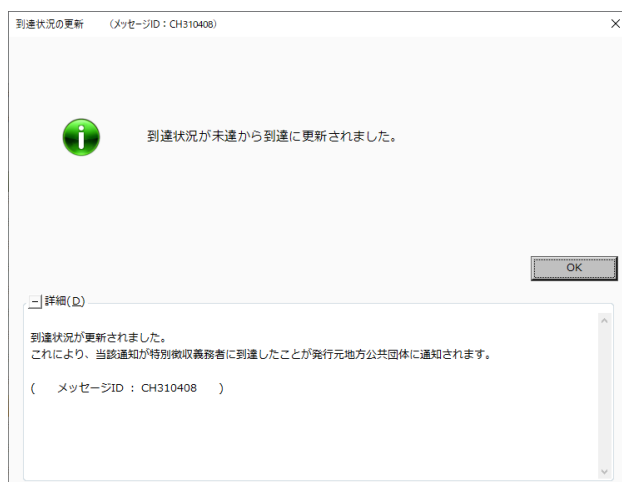 到達状況の更新　　（メッセージID：CH310408）
到達状況が未達から到達に更新されました。
OK
詳細(D)
到達状況が更新されました。
これにより、当該通知が特別徴収義務者に到達したことが発行元地方公共団体に通知されます。
(　　メッセージID ： CH310408　　)